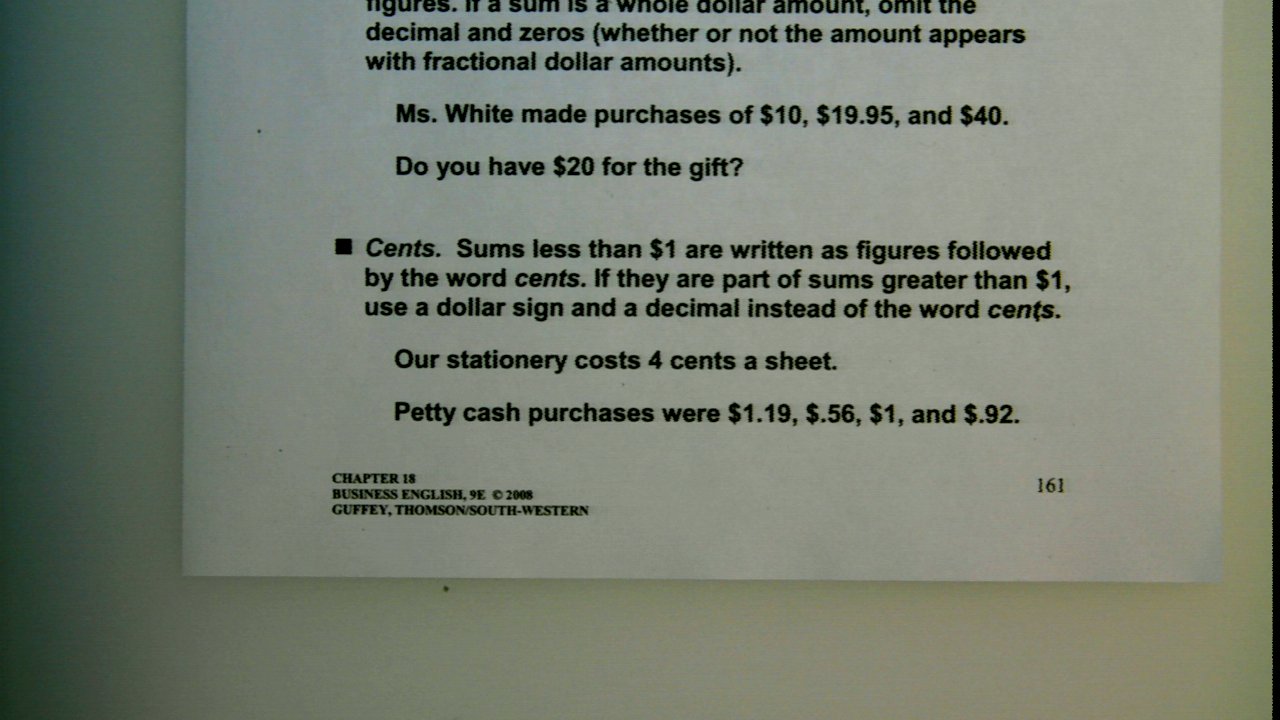 figures. If a sum is a whole dollar amount, omit the
decimal and zeros (whether or not the amount appears
with fractional dollar amounts).
Ms. White made purchases of $10, $19.95, and $40.
Do you have $20 for the gift?
■ Cents. Sums less than $1 are written as figures followed
by the word cents. If they are part of sums greater than $1,
use a dollar sign and a decimal instead of the word cents.
Our stationery costs 4 cents a sheet.
Petty cash purchases were $1.19, $.56, $1, and $.92.
CHAPTER 18
BUSINESS ENGLISH, 9E © 2008
GUFFEY, THOMSON/SOUTH-WESTERN
161